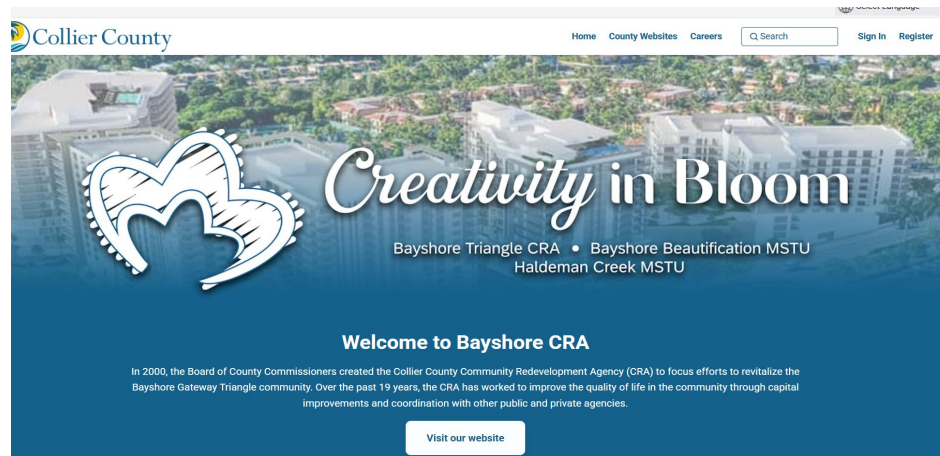 Select Language
Collier County
Home County Websites Careers Search Sign In Register
Creativity in Bloom
Bayshore Triangle CRA • Bayshore Beautification MSTU
Haldeman Creek MSTU
Welcome to Bayshore CRA
In 2000, the Board of County Commissioners created the Collier County Community Redevelopment Agency (CRA) to focus efforts to revitalize the
Bayshore Gateway Triangle community. Over the past 19 years, the CRA has worked to improve the quality of life in the community through capital
improvements and coordination with other public and private agencies.
Visit our website